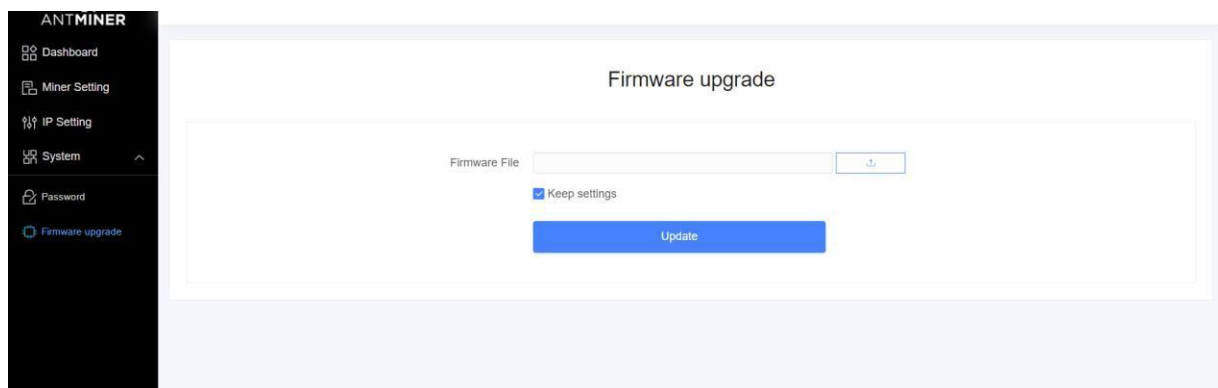 ANTMINER
Dashboard
Miner Setting
IP Setting
System
Password
Firmware upgrade
Firmware upgrade
Firmware File
Keep settings
Update